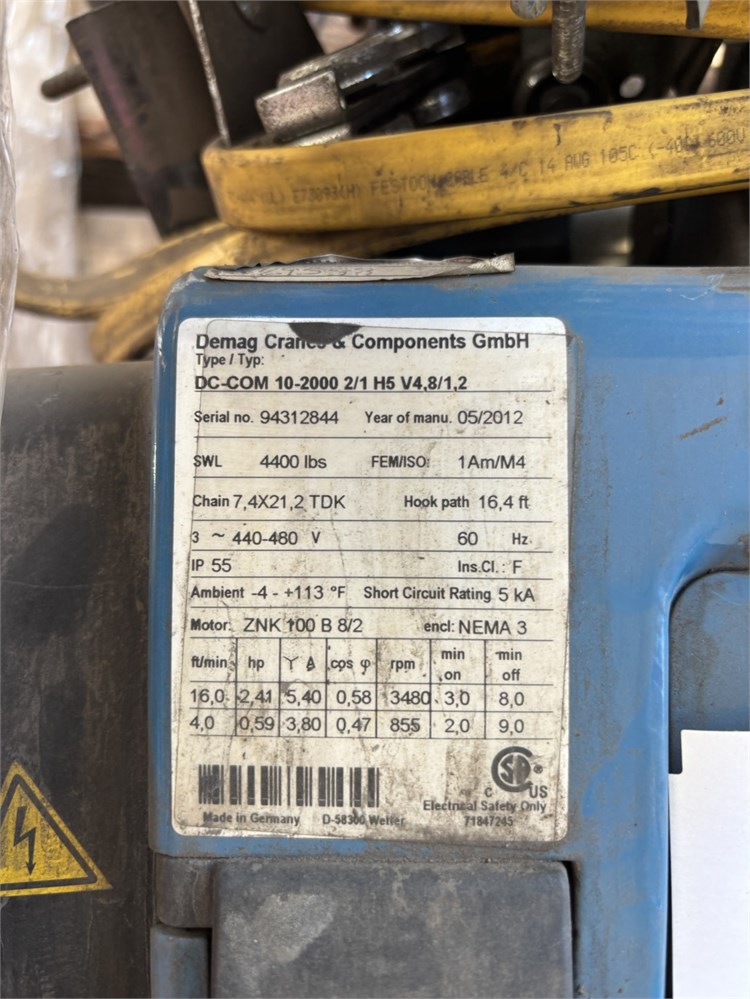 E73093(H) FESTOON CABLE 4/C 14 AWG 105C (-40C) 600V
Demag Cranes & Components GmbH
Type / Typ:
DC-COM 10-2000 2/1 H5 V4,8/1,2
Serial no. 94312844 Year of manu. 05/2012
SWL 4400 lbs FEM/ISO: 1Am/M4
Chain 7,4X21,2 TDK Hook path 16,4 ft
3 ~ 440-480 V 60 Hz
IP 55 Ins.Cl.: F
Ambient -4 - +113 °F Short Circuit Rating 5 kA
Motor: ZNK 100 B 8/2 encl: NEMA 3
ft/min hp Y Δ cos φ rpm min on min off
16,0 2,41 5,40 0,58 3480 3,0 8,0
4,0 0,59 3,80 0,47 855 2,0 9,0
C SA ® US
Electrical Safety Only
Made in Germany D-58300 Wetter 71847245